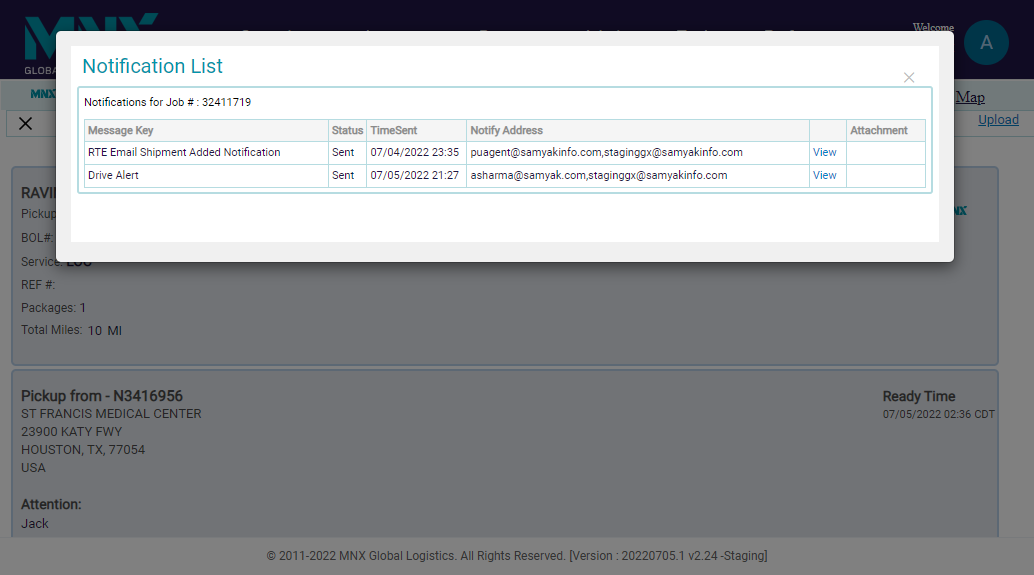 MNX
GLOBA
Welcome
A
Notification List
MNX
Map
Notifications for Job # : 32411719
Upload
Message Key Status TimeSent Notify Address Attachment
RTE Email Shipment Added Notification Sent 07/04/2022 23:35 puagent@samyakinfo.com,staginggx@samyakinfo.com View
Drive Alert Sent 07/05/2022 21:27 asharma@samyak.com,staginggx@samyakinfo.com View
RAVI
Pickup
BOL#:
Service:
REF #:
Packages: 1
Total Miles: 10 MI
Pickup from - N3416956 Ready Time
ST FRANCIS MEDICAL CENTER 07/05/2022 02:36 CDT
23900 KATY FWY
HOUSTON, TX, 77054
USA
Attention:
Jack
© 2011-2022 MNX Global Logistics. All Rights Reserved. [Version : 20220705.1 v2.24 -Staging]